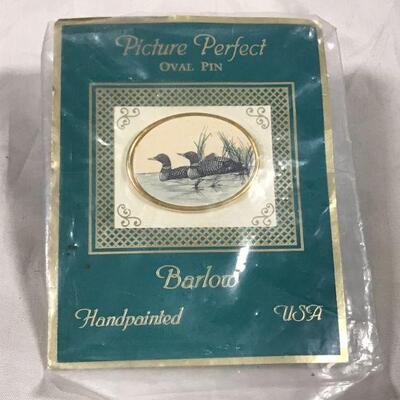 Picture Perfect
OVAL PIN
Barlow
Handpainted USA